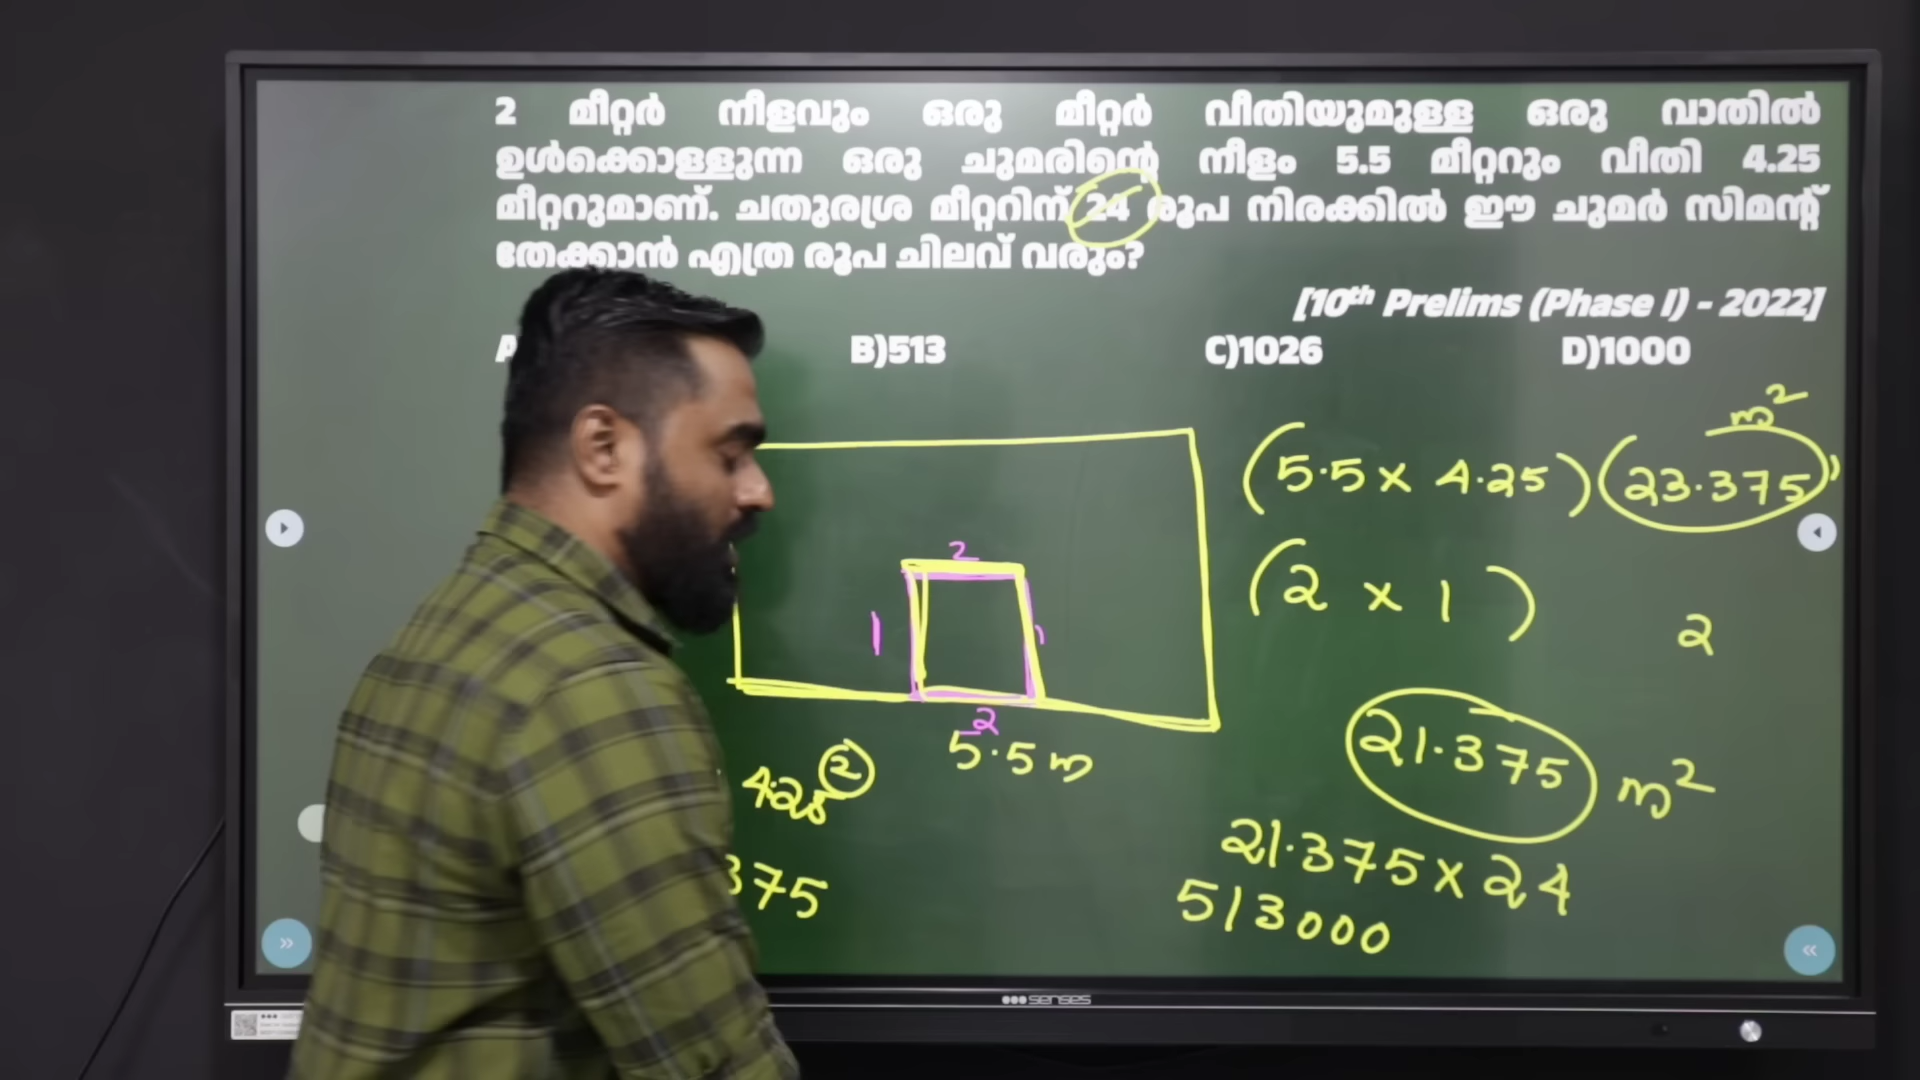 2 മീറ്റർ നീളവും ഒരു മീറ്റർ വീതിയുമുള്ള ഒരു വാതിൽ
ഉൾക്കൊള്ളുന്ന ഒരു ചുമരിന്റെ നീളം 5.5 മീറ്ററും വീതി 4.25
മീറ്ററുമാണ്. ചതുരശ്ര മീറ്ററിന് 24 രൂപ നിരക്കിൽ ഈ ചുമർ സിമന്റ്
തേക്കാൻ എത്ര രൂപ ചിലവ് വരും?
[10th Prelims (Phase I) - 2022]
B)513 C)1026 D)1000
m²
(5.5 x 4.25) (23.375)
2
(2 x 1) 2
1 1
2
5.5 m
21.375 m²
4.25 2
21.375 x 24
375
513000
senses